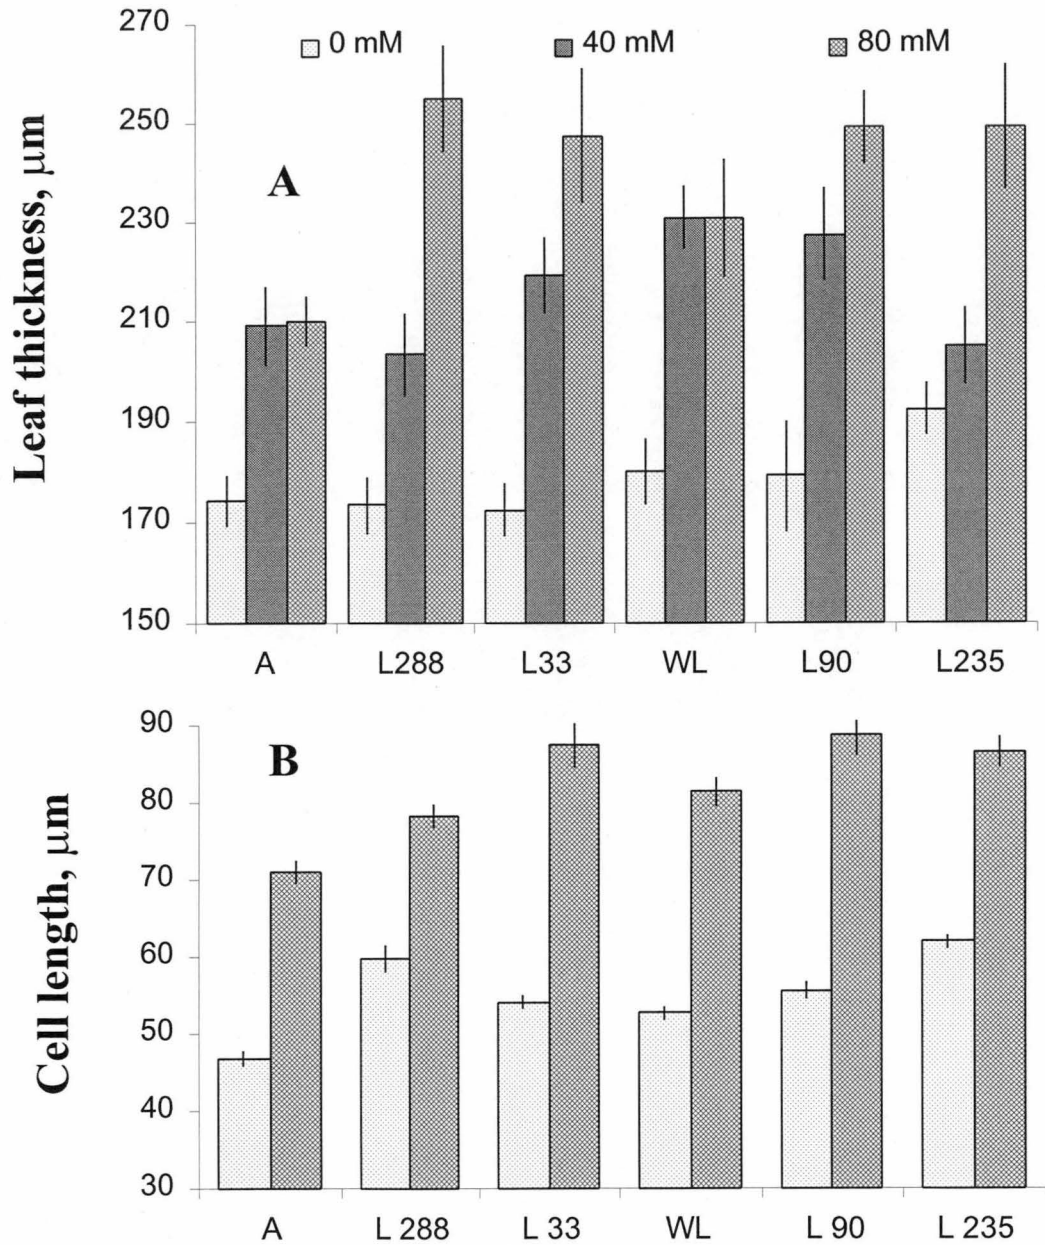 270
0 mM 40 mM 80 mM
250
A
230
210
190
170
150
Leaf thickness, μm
A L288 L33 WL L90 L235
90
B
80
70
60
50
40
30
Cell length, μm
A L 288 L 33 WL L 90 L 235